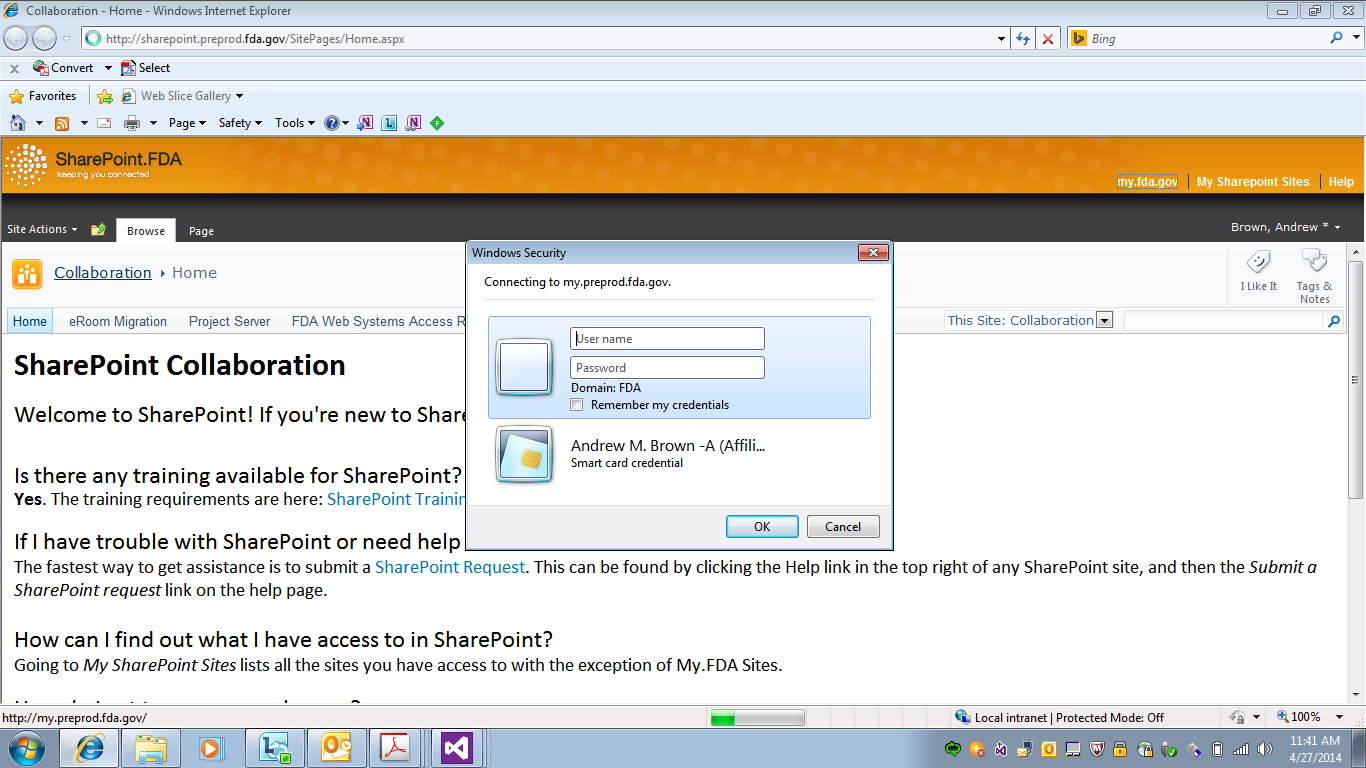 Collaboration - Home - Windows Internet Explorer
http://sharepoint.preprod.fda.gov/SitePages/Home.aspx
Bing
x Convert Select
Favorites Web Slice Gallery
Page Safety Tools
SharePoint.FDA
keeping you connected
my.fda.gov My Sharepoint Sites Help
Site Actions Browse Page Brown, Andrew *
Collaboration Home
I Like It Tags & Notes
Home eRoom Migration Project Server FDA Web Systems Access R
This Site: Collaboration
SharePoint Collaboration
Welcome to SharePoint! If you're new to Share
Is there any training available for SharePoint?
Yes. The training requirements are here: SharePoint Trainin
If I have trouble with SharePoint or need help
The fastest way to get assistance is to submit a SharePoint Request. This can be found by clicking the Help link in the top right of any SharePoint site, and then the Submit a
SharePoint request link on the help page.
How can I find out what I have access to in SharePoint?
Going to My SharePoint Sites lists all the sites you have access to with the exception of My.FDA Sites.
Windows Security
Connecting to my.preprod.fda.gov.
User name
Password
Domain: FDA
Remember my credentials
Andrew M. Brown -A (Affili...
Smart card credential
OK Cancel
http://my.preprod.fda.gov/
Local intranet | Protected Mode: Off
100%
11:41 AM
4/27/2014